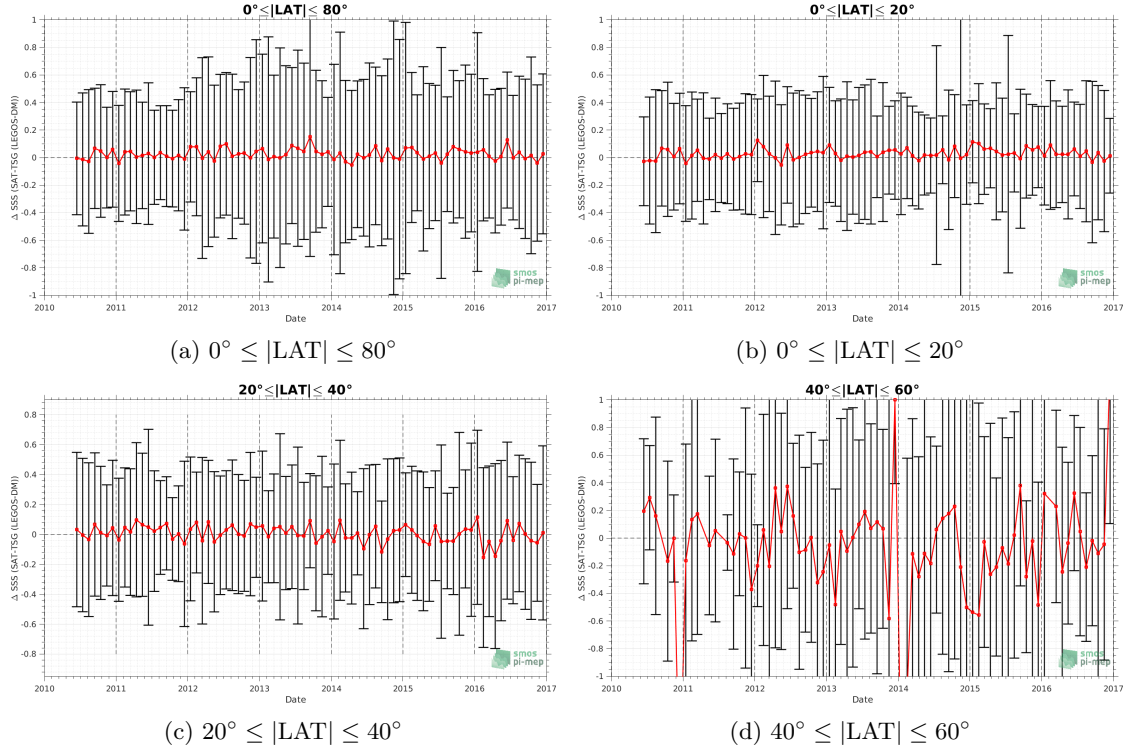 0°≤|LAT|≤ 80°
1
0.8
0.6
0.4
0.2
0
-0.2
-0.4
-0.6
-0.8
-1
Δ SSS (SAT-TSG (LEGOS-DM))
2010 2011 2012 2013 2014 2015 2016 2017
Date
smos
pi-mep
(a) 0° ≤ |LAT| ≤ 80°
0°≤|LAT|≤ 20°
1
0.8
0.6
0.4
0.2
0
-0.2
-0.4
-0.6
-0.8
-1
Δ SSS (SAT-TSG (LEGOS-DM))
2010 2011 2012 2013 2014 2015 2016 2017
Date
smos
pi-mep
(b) 0° ≤ |LAT| ≤ 20°
20°≤|LAT|≤ 40°
0.8
0.6
0.4
0.2
0
-0.2
-0.4
-0.6
-0.8
Δ SSS (SAT-TSG (LEGOS-DM))
2010 2011 2012 2013 2014 2015 2016 2017
Date
smos
pi-mep
(c) 20° ≤ |LAT| ≤ 40°
40°≤|LAT|≤ 60°
1
0.8
0.6
0.4
0.2
0
-0.2
-0.4
-0.6
-0.8
-1
Δ SSS (SAT-TSG (LEGOS-DM))
2010 2011 2012 2013 2014 2015 2016 2017
Date
smos
pi-mep
(d) 40° ≤ |LAT| ≤ 60°